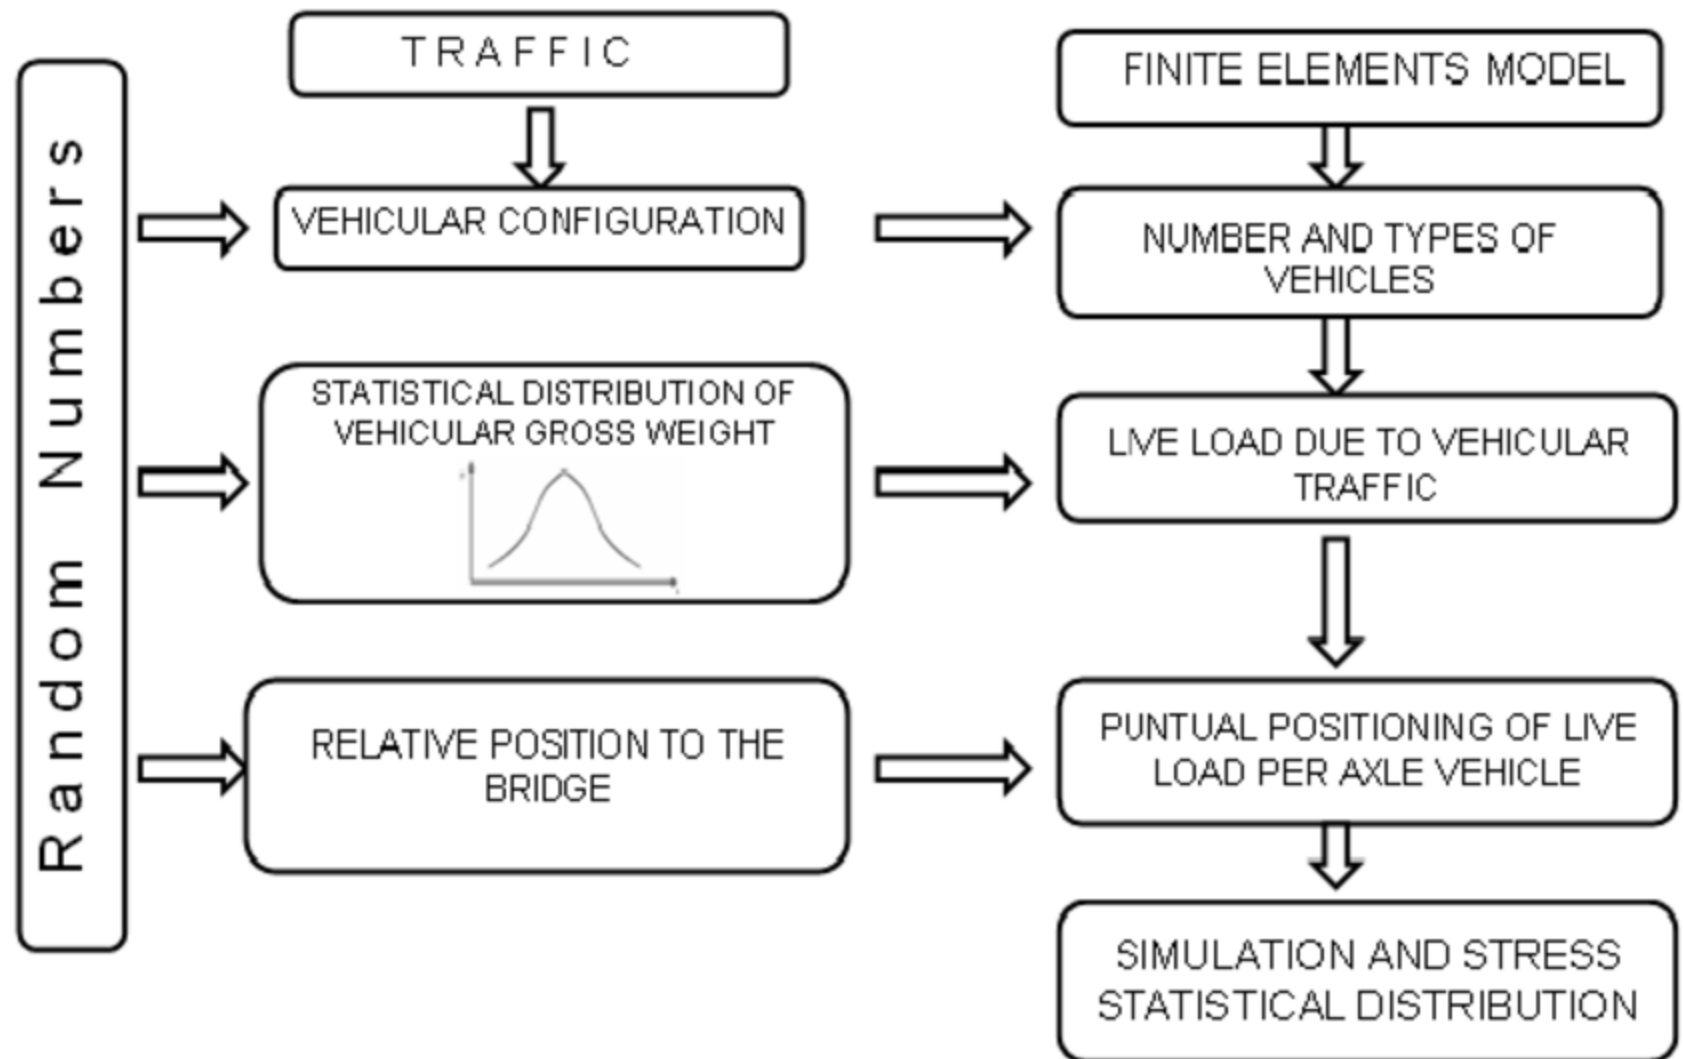 Random Numbers
TRAFFIC
VEHICULAR CONFIGURATION
STATISTICAL DISTRIBUTION OF
VEHICULAR GROSS WEIGHT
RELATIVE POSITION TO THE
BRIDGE
FINITE ELEMENTS MODEL
NUMBER AND TYPES OF
VEHICLES
LIVE LOAD DUE TO VEHICULAR
TRAFFIC
PUNTUAL POSITIONING OF LIVE
LOAD PER AXLE VEHICLE
SIMULATION AND STRESS
STATISTICAL DISTRIBUTION